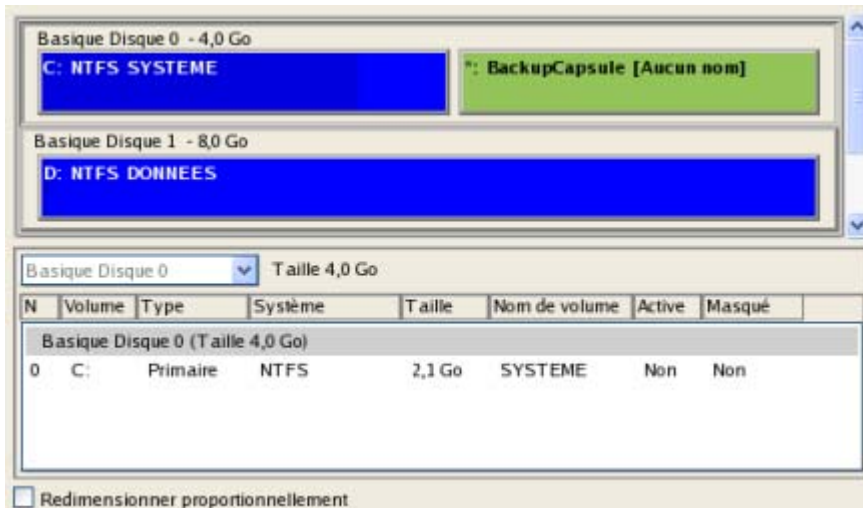 Basique Disque 0 - 4,0 Go
C: NTFS SYSTEME
*: BackupCapsule [Aucun nom]
Basique Disque 1 - 8,0 Go
D: NTFS DONNEES
Basique Disque 0 Taille 4,0 Go
N Volume Type Système Taille Nom de volume Active Masqué
Basique Disque 0 (Taille 4,0 Go)
0 C: Primaire NTFS 2,1 Go SYSTEME Non Non
Redimensionner proportionnellement